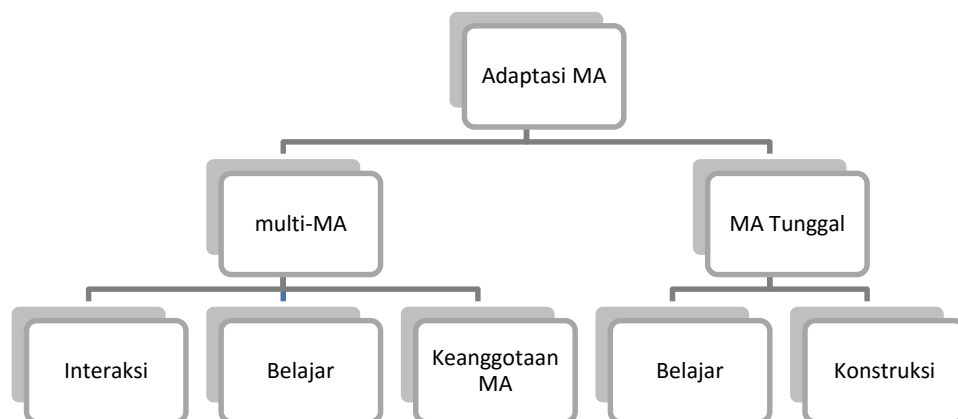 Adaptasi MA
multi-MA
MA Tunggal
Interaksi
Belajar
Keanggotaan
MA
Belajar
Konstruksi